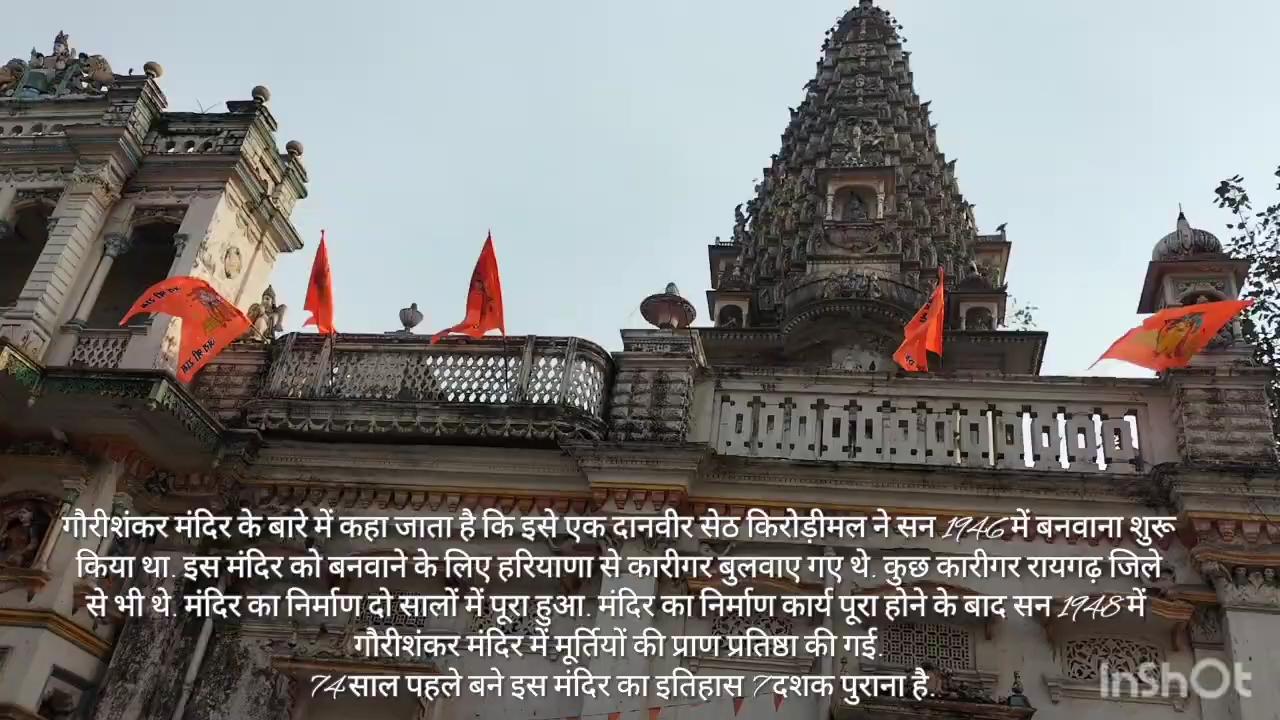 गौरीशंकर मंदिर के बारे में कहा जाता है कि इसे एक दानवीर सेठ किरोड़ीमल ने सन 1946 में बनवाना शुरू
किया था. इस मंदिर को बनवाने के लिए हरियाणा से कारीगर बुलवाए गए थे. कुछ कारीगर रायगढ़ जिले
से भी थे. मंदिर का निर्माण दो सालों में पूरा हुआ. मंदिर का निर्माण कार्य पूरा होने के बाद सन 1948 में
गौरीशंकर मंदिर में मूर्तियों की प्राण प्रतिष्ठा की गई.
74 साल पहले बने इस मंदिर का इतिहास 7 दशक पुराना है.
InShOt